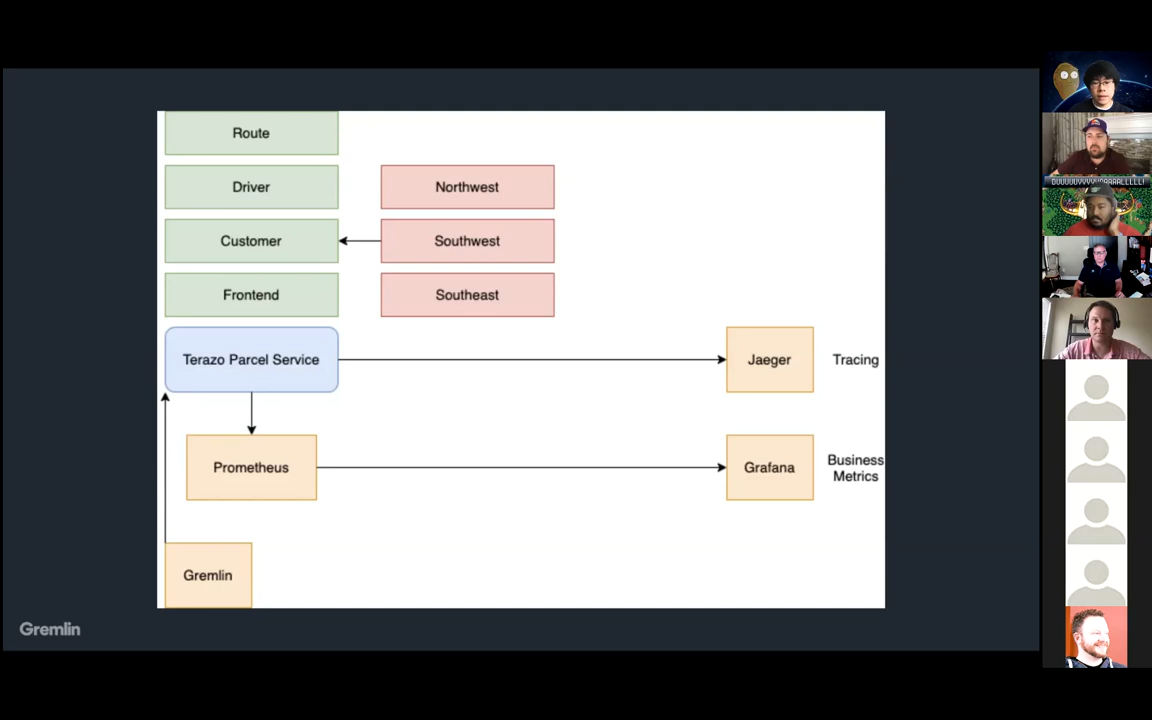 Route
Driver
Northwest
Customer
Southwest
Frontend
Southeast
Terazo Parcel Service
Jaeger
Tracing
Prometheus
Grafana
Business
Metrics
Gremlin
Gremlin